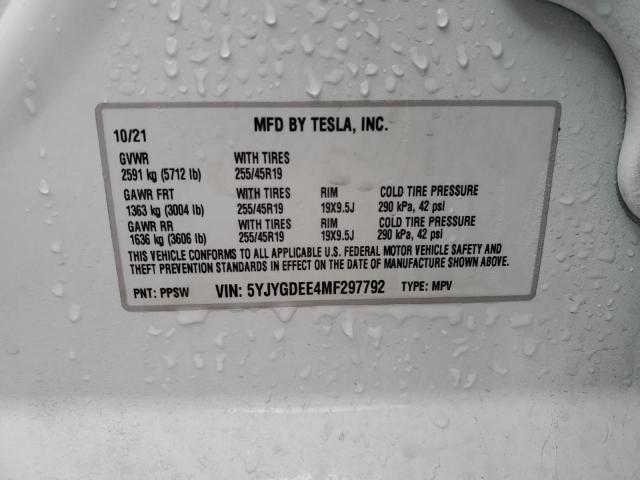 10/21 MFD BY TESLA, INC.
GVWR WITH TIRES
2591 kg (5712 lb) 255/45R19
GAWR FRT WITH TIRES RIM COLD TIRE PRESSURE
1363 kg (3004 lb) 255/45R19 19X9.5J 290 kPa, 42 psi
GAWR RR WITH TIRES RIM COLD TIRE PRESSURE
1636 kg (3606 lb) 255/45R19 19X9.5J 290 kPa, 42 psi
THIS VEHICLE CONFORMS TO ALL APPLICABLE U.S. FEDERAL MOTOR VEHICLE SAFETY AND
THEFT PREVENTION STANDARDS IN EFFECT ON THE DATE OF MANUFACTURE SHOWN ABOVE.
PNT: PPSW VIN: 5YJYGDEE4MF297792 TYPE: MPV